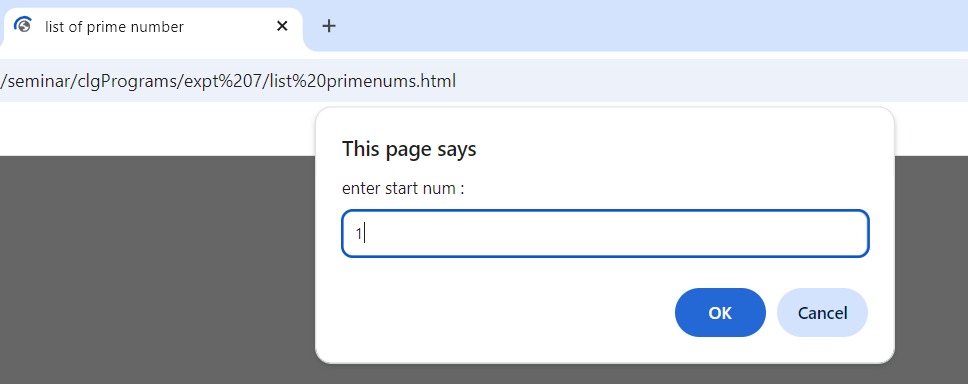 list of prime number
/seminar/clgPrograms/expt%207/list%20primenums.html
This page says
enter start num :
1
OK Cancel